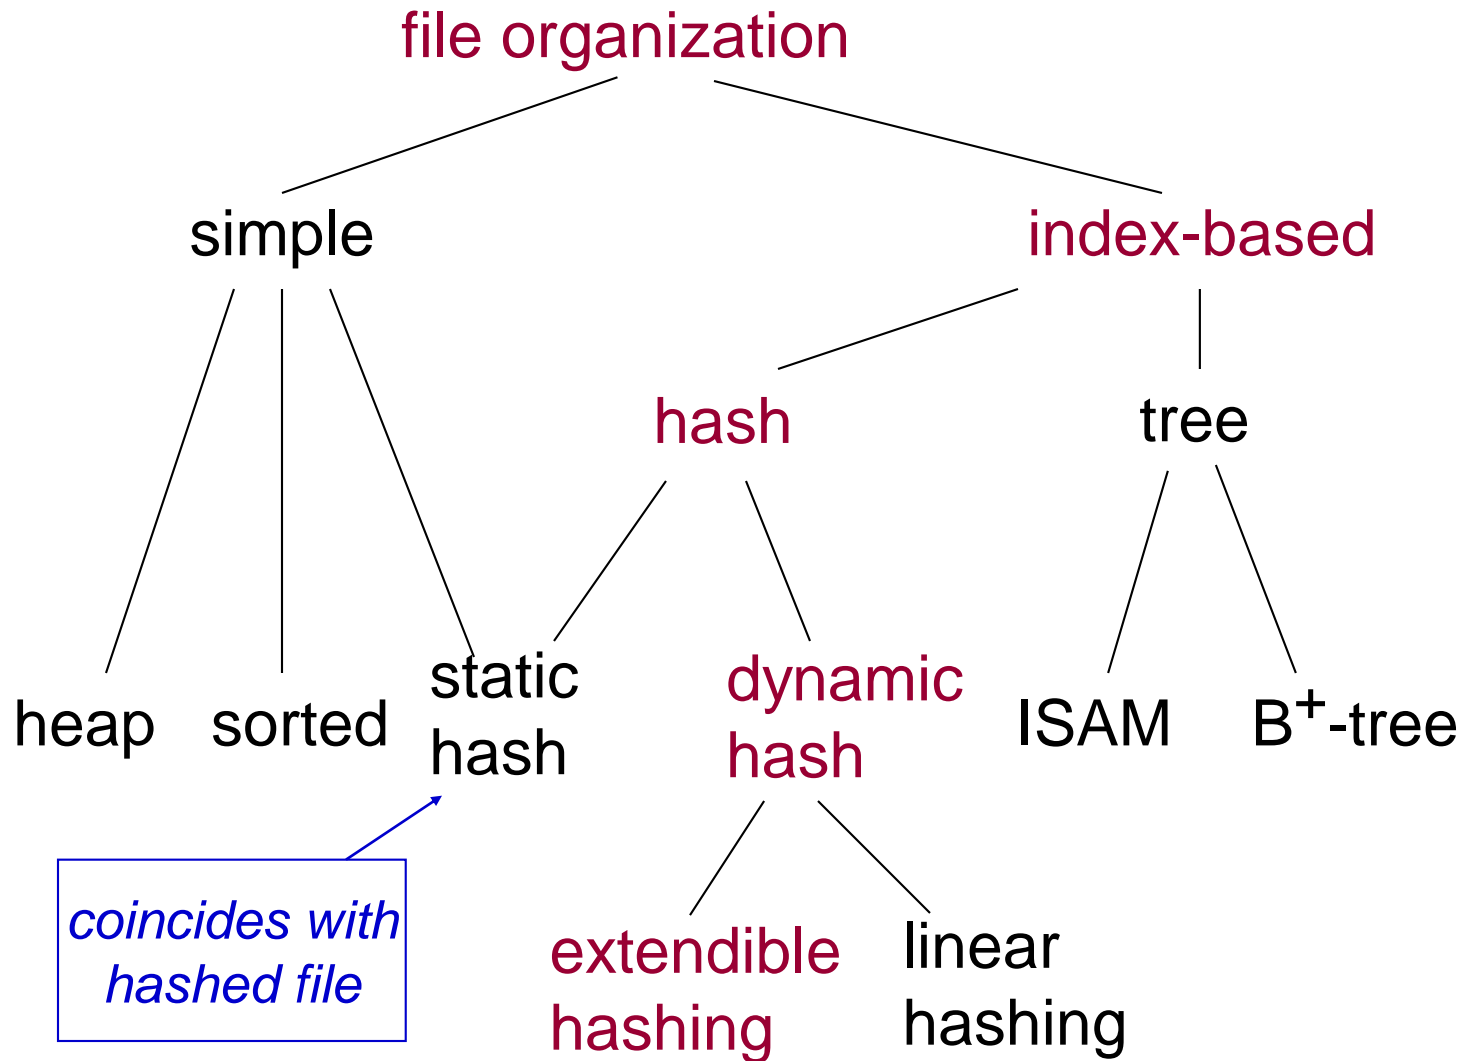 file organization
simple
index-based
hash
tree
heap
sorted
static
hash
dynamic
hash
ISAM
B⁺-tree
coincides with
hashed file
extendible
hashing
linear
hashing